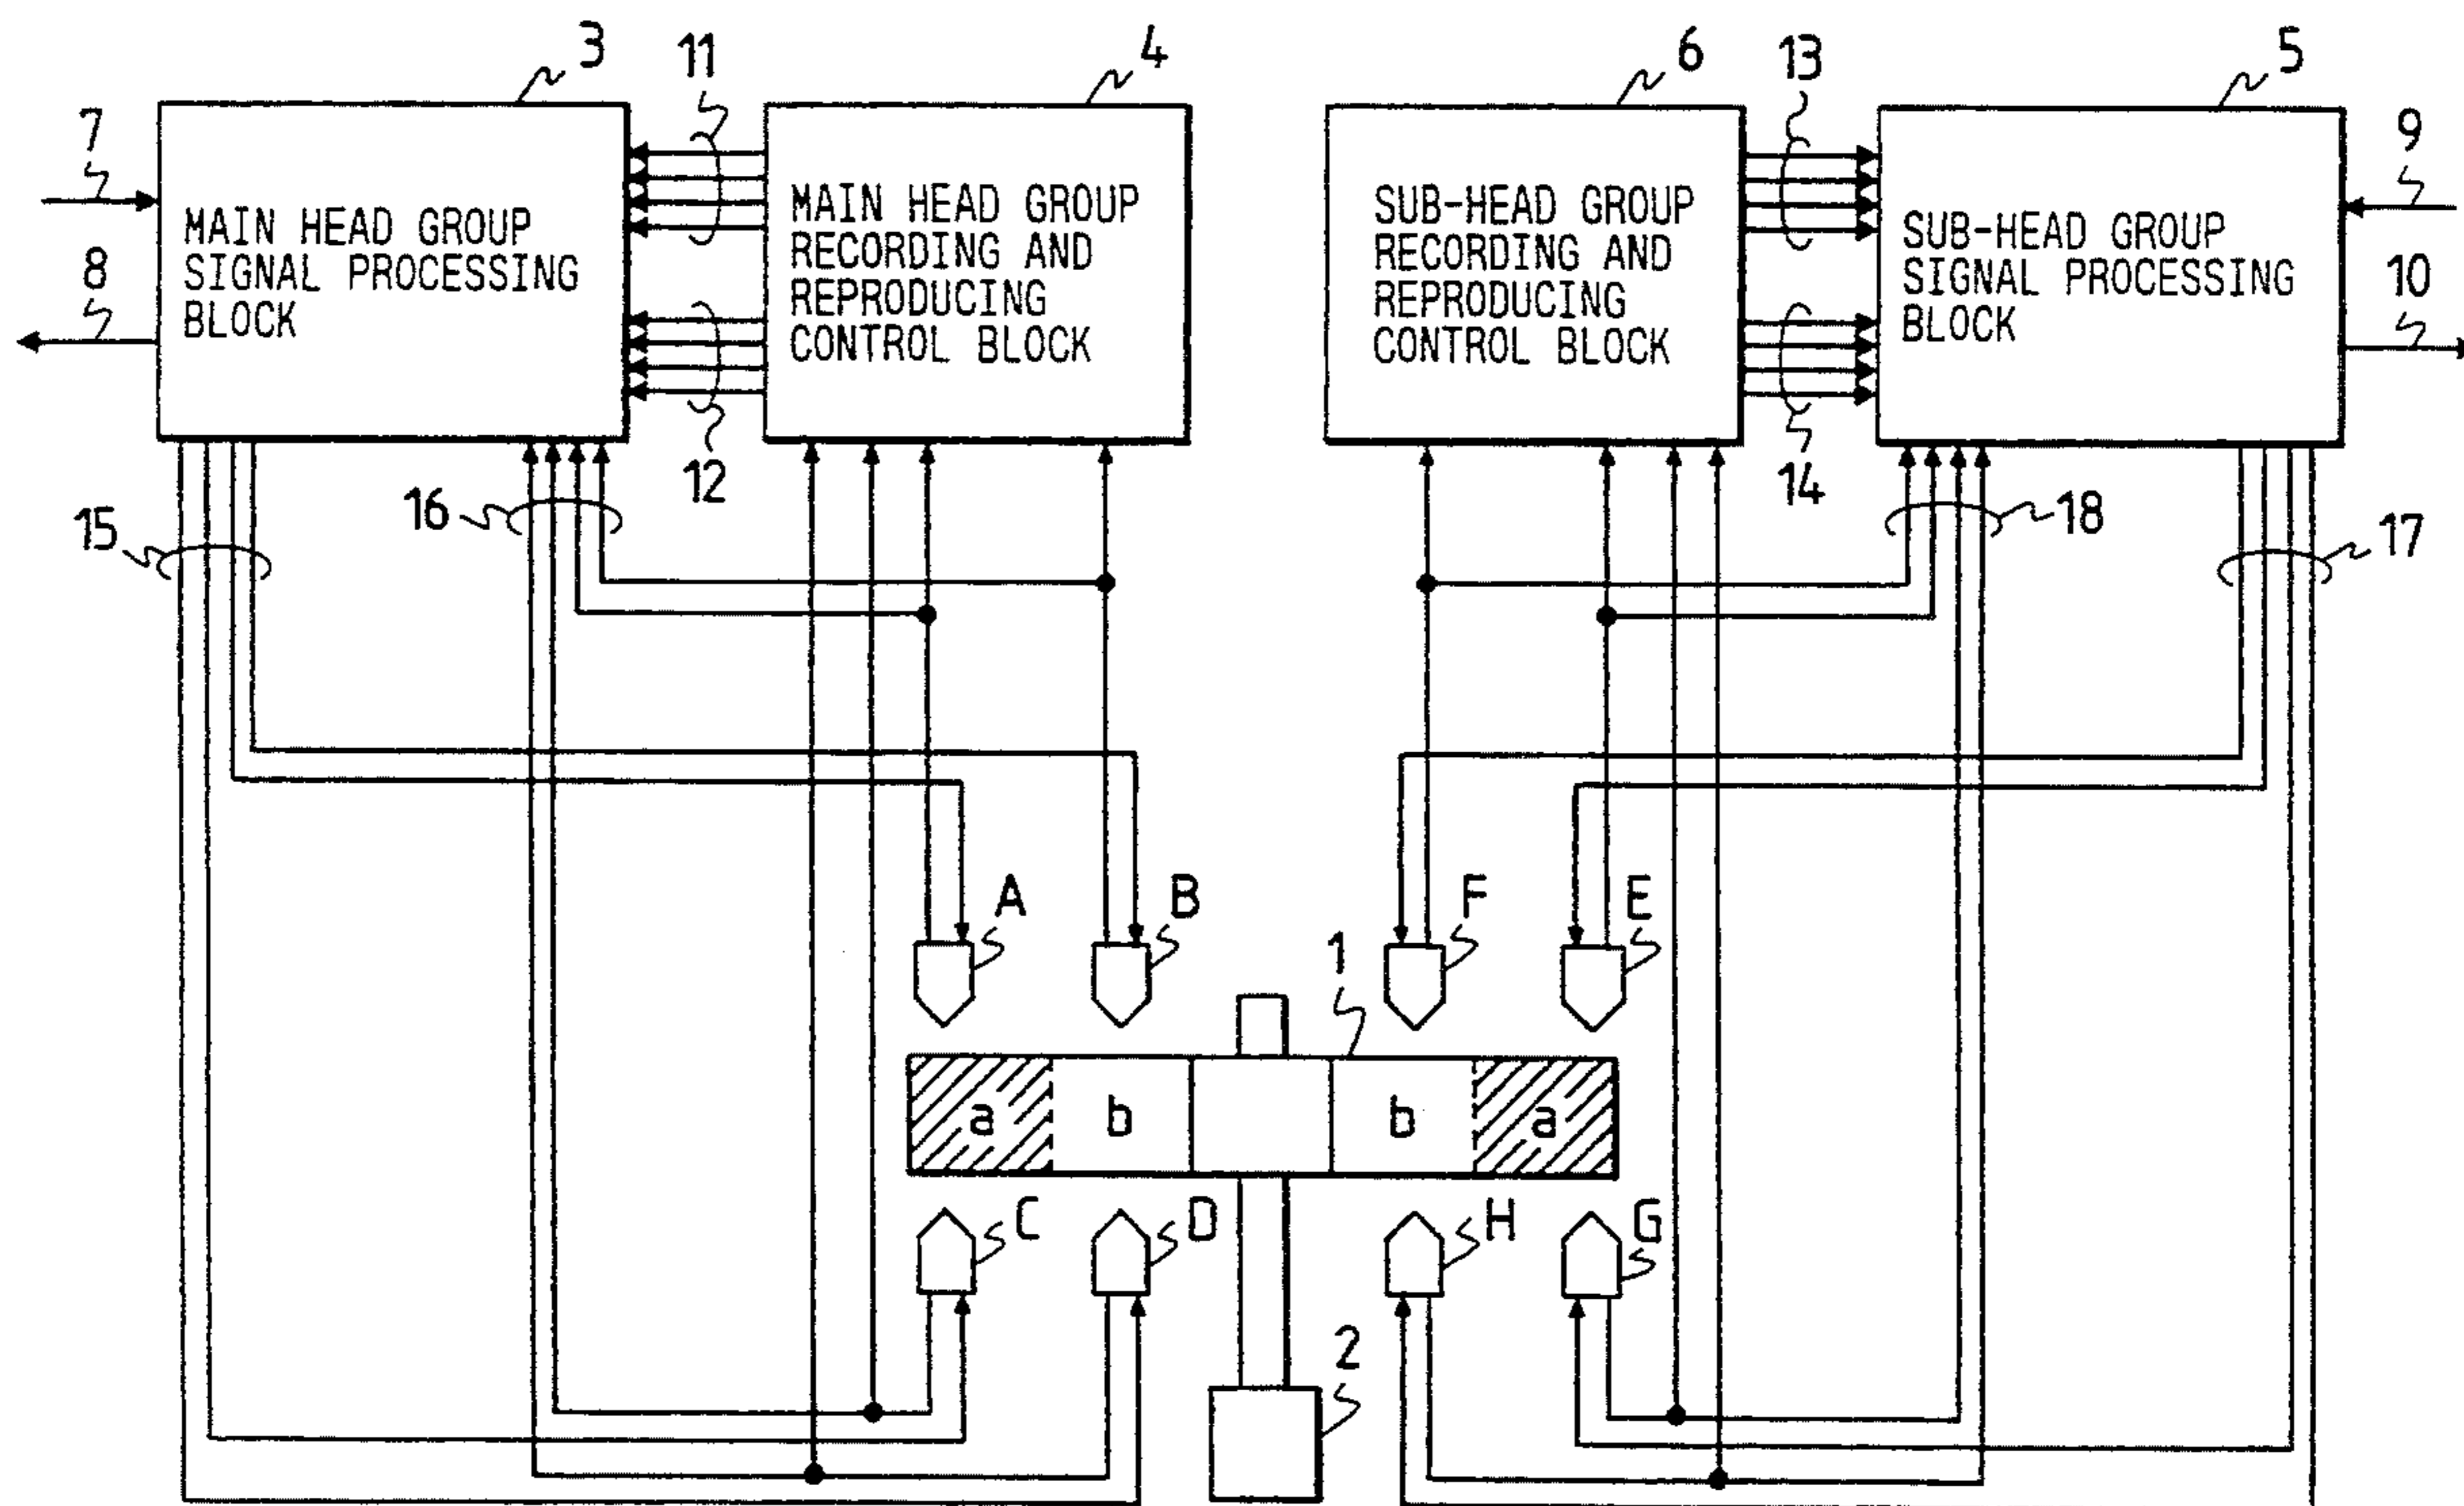 3
11
4
6
13
5
7
8
9
10
MAIN HEAD GROUP
SIGNAL PROCESSING
BLOCK
MAIN HEAD GROUP
RECORDING AND
REPRODUCING
CONTROL BLOCK
SUB-HEAD GROUP
RECORDING AND
REPRODUCING
CONTROL BLOCK
SUB-HEAD GROUP
SIGNAL PROCESSING
BLOCK
12
14
15
16
18
17
A
B
F
E
1
a
b
b
a
C
D
H
G
2